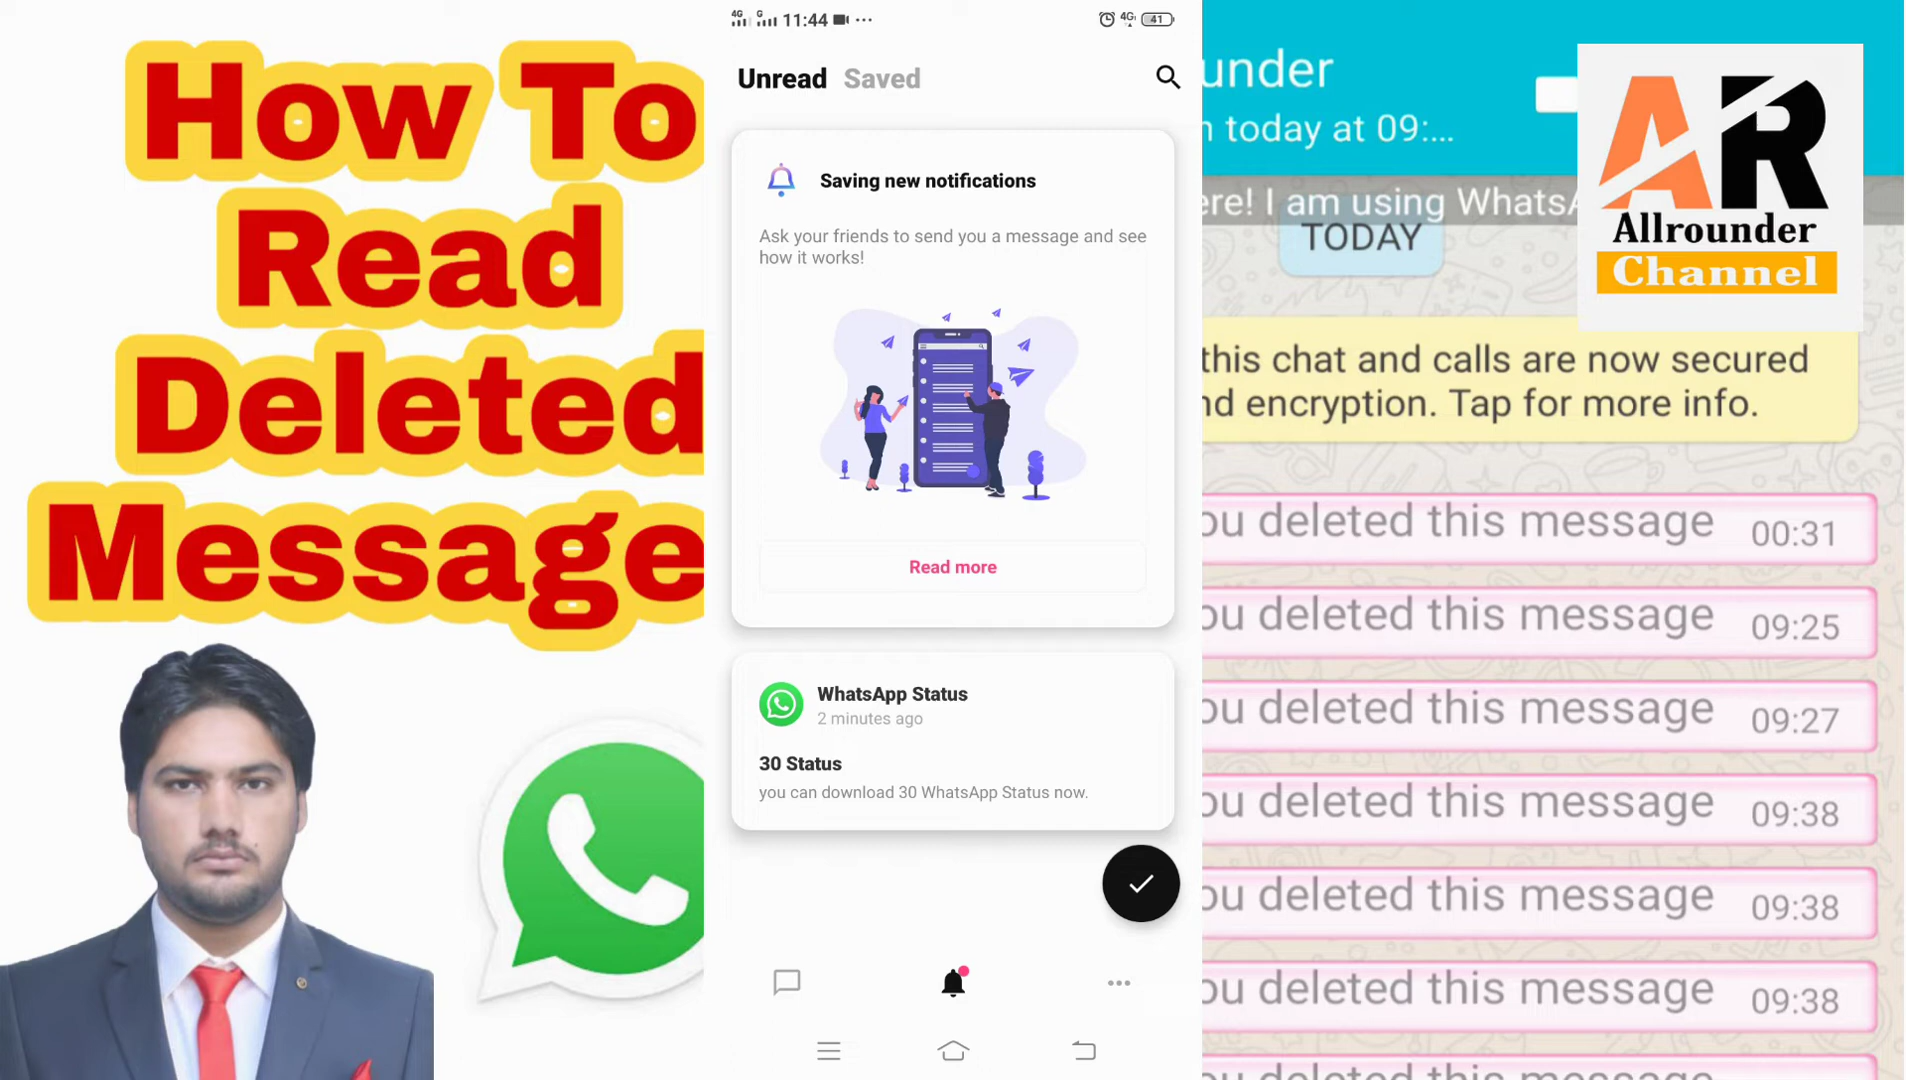 How To
Read
Deleted
Message
4G G 11:44
4G 41
Unread Saved
Saving new notifications
Ask your friends to send you a message and see
how it works!
Read more
WhatsApp Status
2 minutes ago
30 Status
you can download 30 WhatsApp Status now.
under
today at 09:...
ere! I am using Whats
TODAY
this chat and calls are now secured
nd encryption. Tap for more info.
ou deleted this message 00:31
ou deleted this message 09:25
ou deleted this message 09:27
ou deleted this message 09:38
ou deleted this message 09:38
ou deleted this message 09:38
AR
Allrounder
Channel